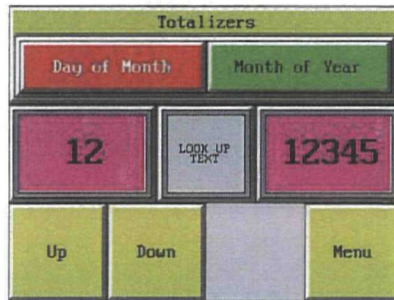 Totalizers
Day of Month Month of Year
12 LOOK UP 12345
TEXT
Up Down Menu